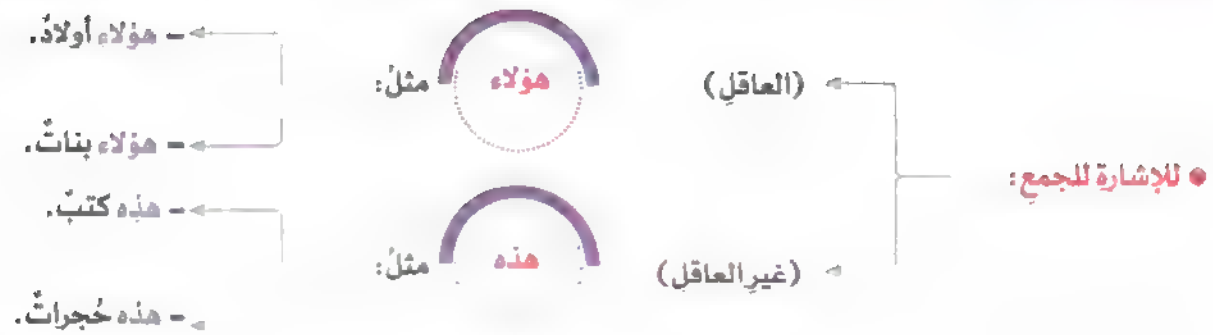 ● للإشارة للجمعِ:
(العاقلِ)
هؤلاء
مثلُ:
- هؤلاء أولادٌ.
- هؤلاء بناتٌ.
(غيرِ العاقلِ)
هذه
مثلُ:
- هذه كتبٌ.
- هذه حُجراتٌ.